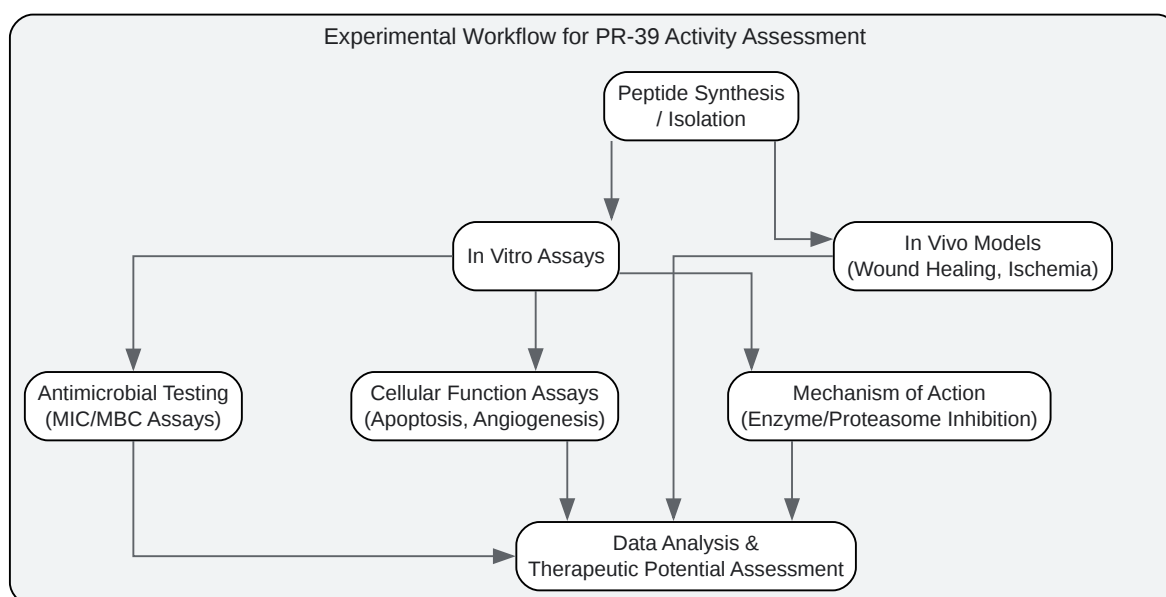 Experimental Workflow for PR-39 Activity Assessment
Peptide Synthesis
/ Isolation
In Vitro Assays
In Vivo Models
(Wound Healing, Ischemia)
Antimicrobial Testing
(MIC/MBC Assays)
Cellular Function Assays
(Apoptosis, Angiogenesis)
Mechanism of Action
(Enzyme/Proteasome Inhibition)
Data Analysis &
Therapeutic Potential Assessment